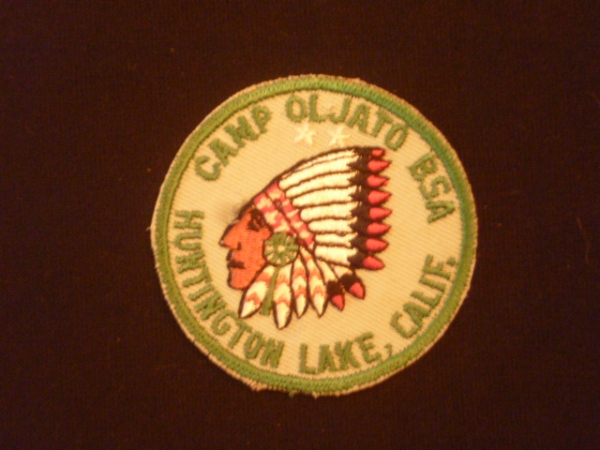 CAMP OLJATO BSA
HUNTINGTON LAKE, CALIF.